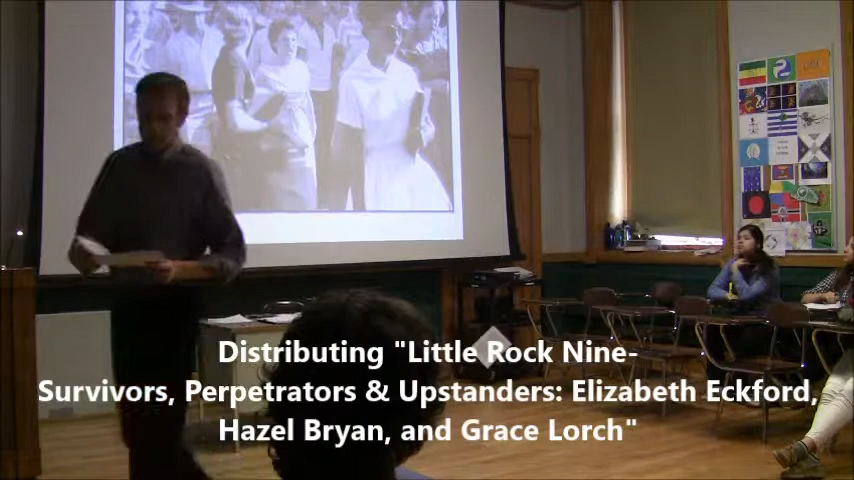 Distributing "Little Rock Nine-
Survivors, Perpetrators & Upstanders: Elizabeth Eckford,
Hazel Bryan, and Grace Lorch"